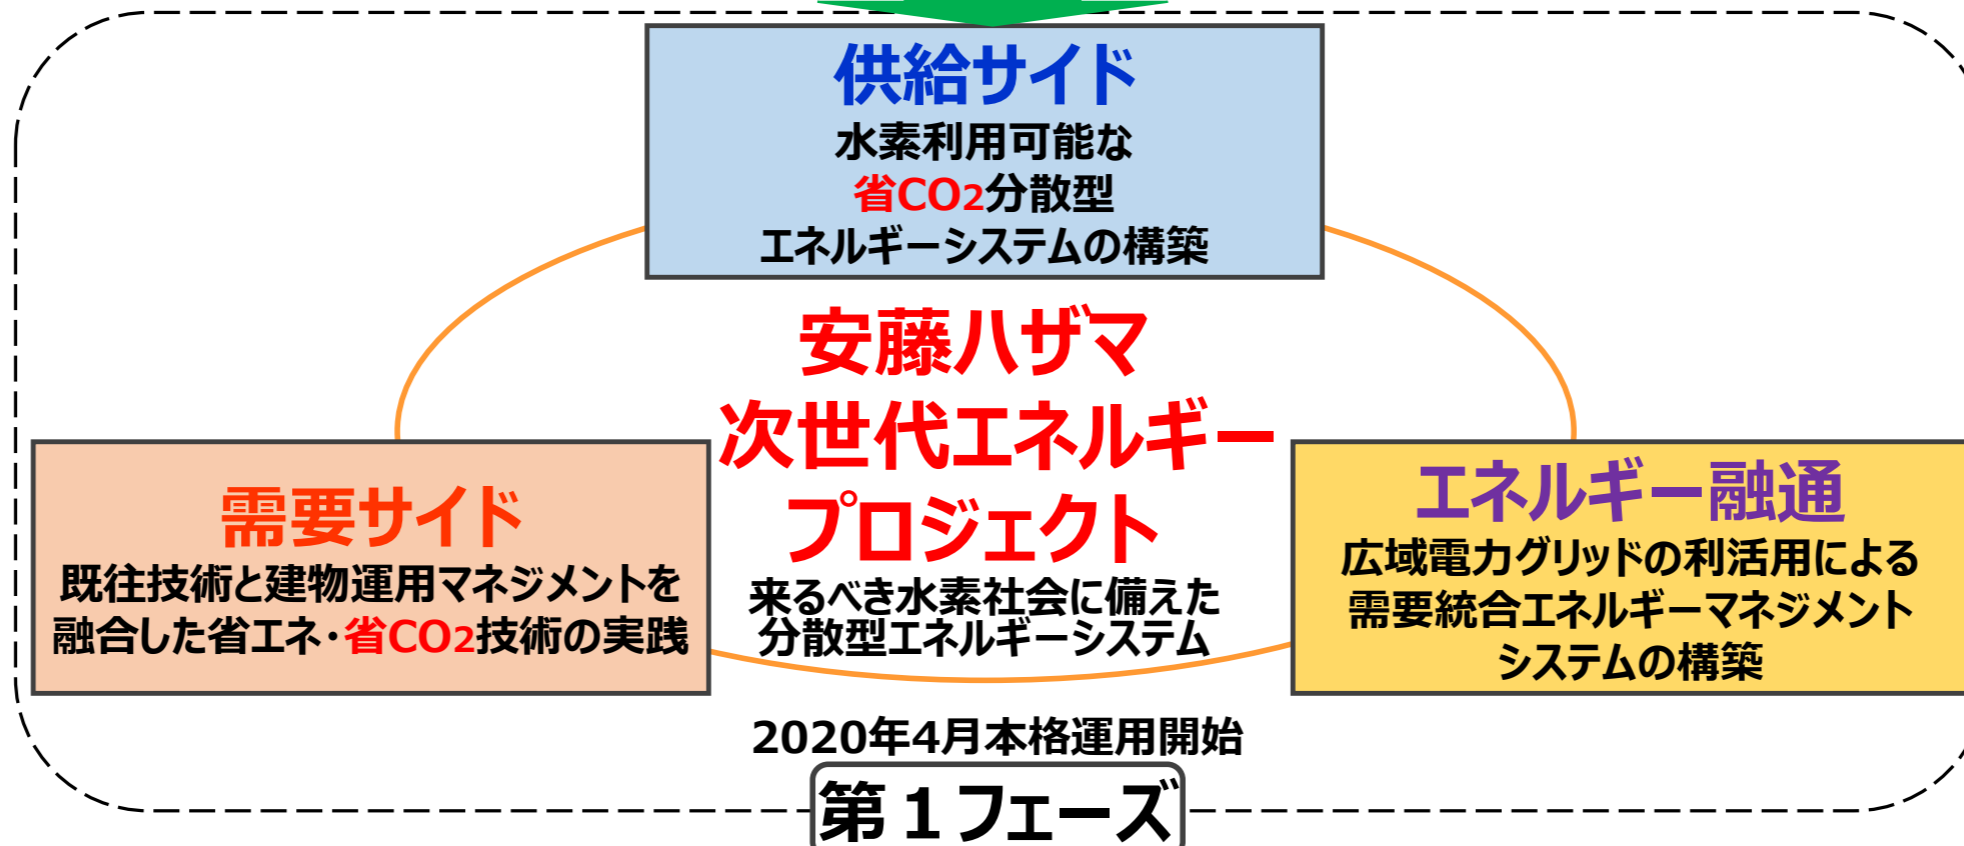 供給サイド
水素利用可能な
省CO2分散型
エネルギーシステムの構築
安藤ハザマ
次世代エネルギー
プロジェクト
来るべき水素社会に備えた
分散型エネルギーシステム
需要サイド
既往技術と建物運用マネジメントを
融合した省エネ・省CO2技術の実践
エネルギー融通
広域電力グリッドの利活用による
需要統合エネルギーマネジメント
システムの構築
2020年4月本格運用開始
第１フェーズ